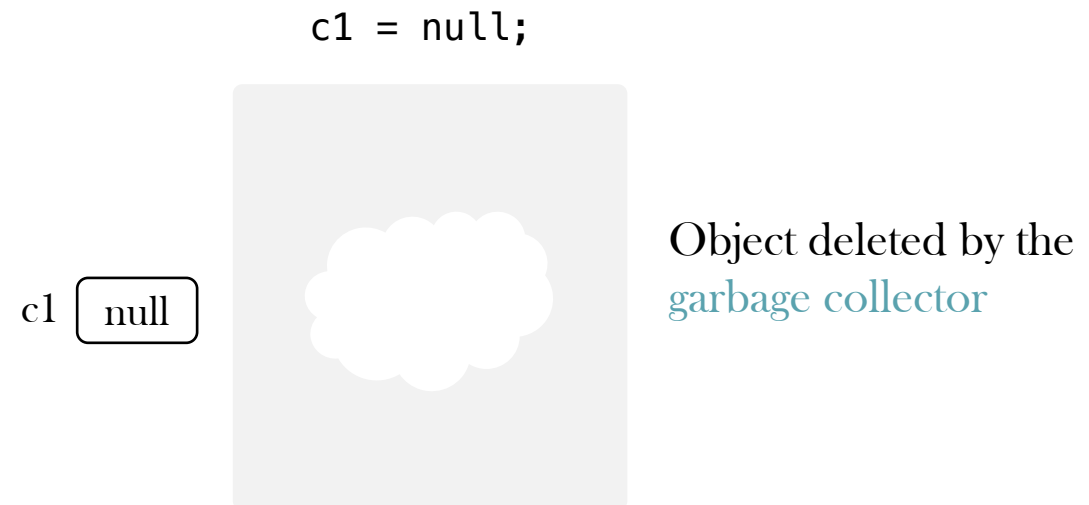 c1 = null;
Object deleted by the
garbage collector
c1 null